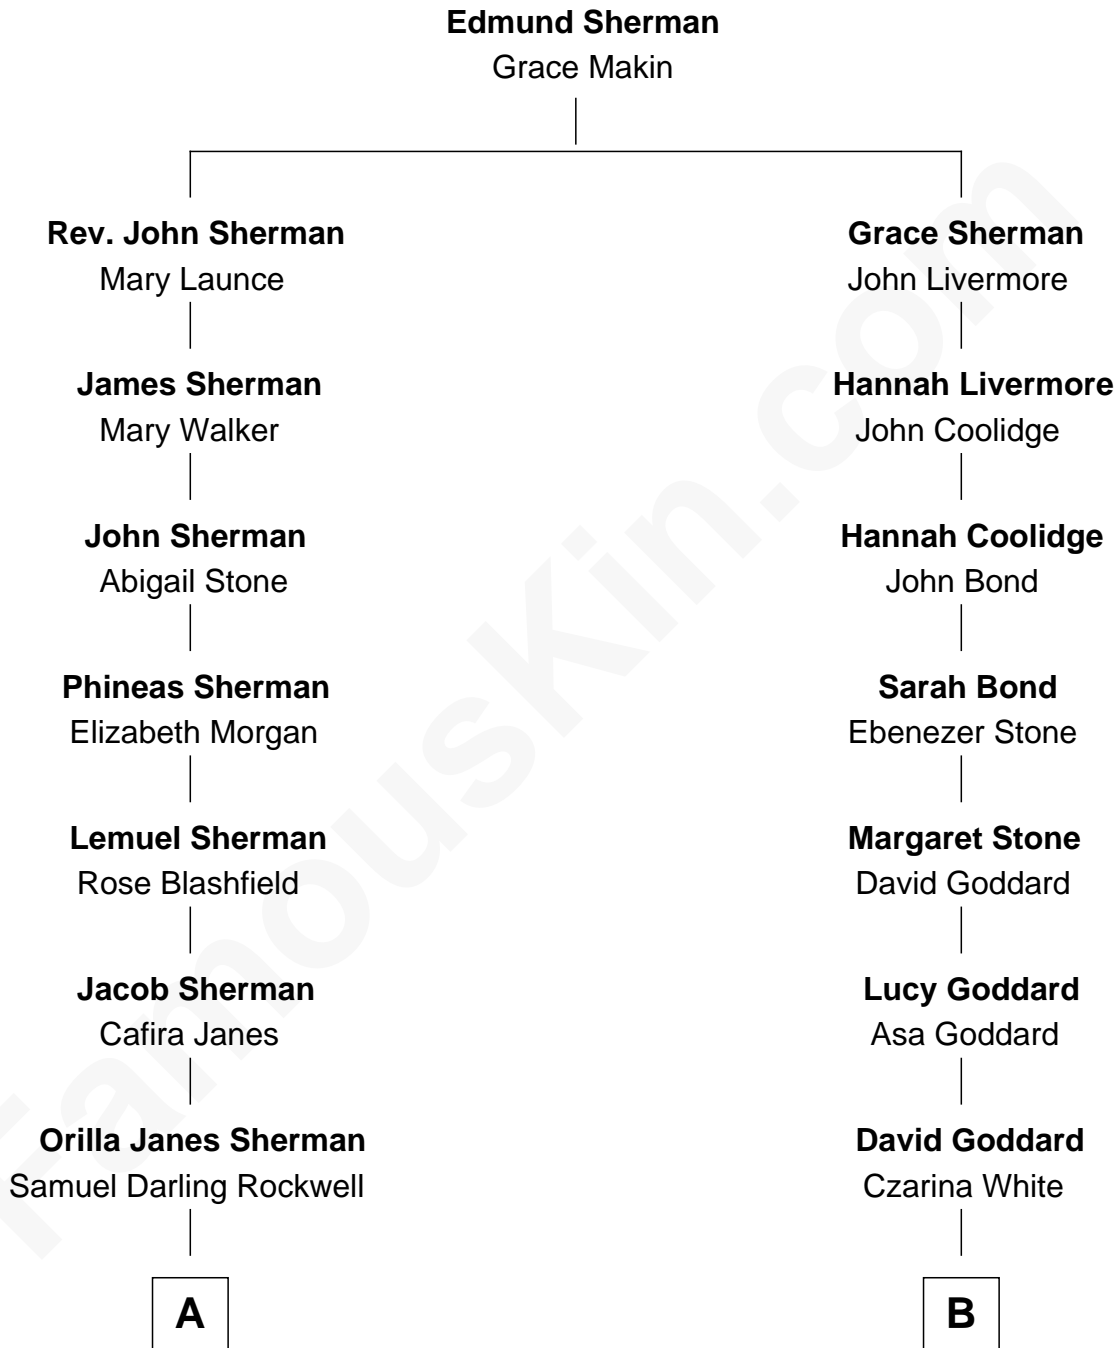 Edmund Sherman
Grace Makin
Rev. John Sherman
Mary Launce
Grace Sherman
John Livermore
James Sherman
Mary Walker
Hannah Livermore
John Coolidge
John Sherman
Abigail Stone
Hannah Coolidge
John Bond
Phineas Sherman
Elizabeth Morgan
Sarah Bond
Ebenezer Stone
Lemuel Sherman
Rose Blashfield
Margaret Stone
David Goddard
Jacob Sherman
Cafira Janes
Lucy Goddard
Asa Goddard
Orilla Janes Sherman
Samuel Darling Rockwell
David Goddard
Czarina White
A
B
FamousKin.com